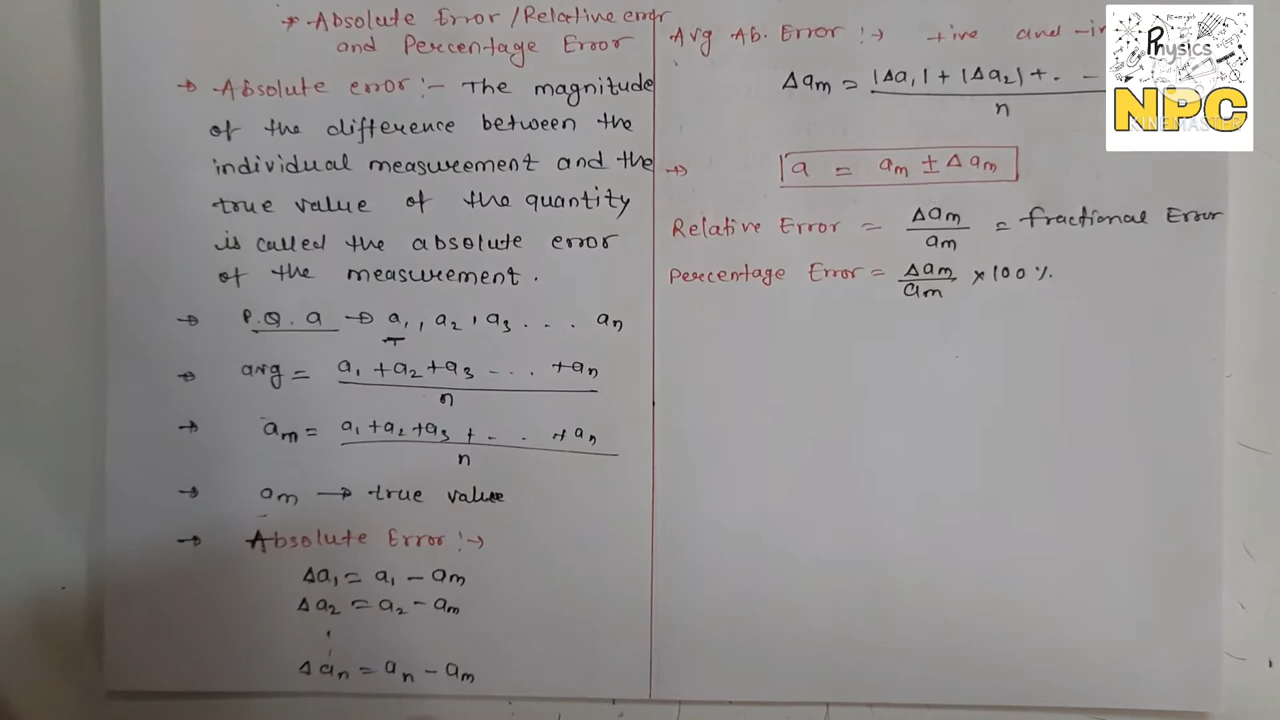 * Absolute Error / Relative error
and Percentage Error
→ Absolute error :- The magnitude
of the difference between the
individual measurement and the
true value of the quantity
is called the absolute error
of the measurement.
→ P.Q. a → a₁, a₂, a₃ . . . aₙ
→ avg = (a₁ + a₂ + a₃ - . . . + aₙ) / n
→ aₘ = (a₁ + a₂ + a₃ + - . . + aₙ) / n
→ aₘ → true value
→ Absolute Error :→
Δa₁ = a₁ - aₘ
Δa₂ = a₂ - aₘ
Δaₙ = aₙ - aₘ
Avg Ab. Error :→ +ive and
Δaₘ = (|Δa₁| + |Δa₂| + . -) / n
→ a = aₘ ± Δaₘ
Relative Error = Δaₘ / aₘ = fractional Error
Percentage Error = Δaₘ / aₘ × 100 %
Physics
NPC
KINEMASTER